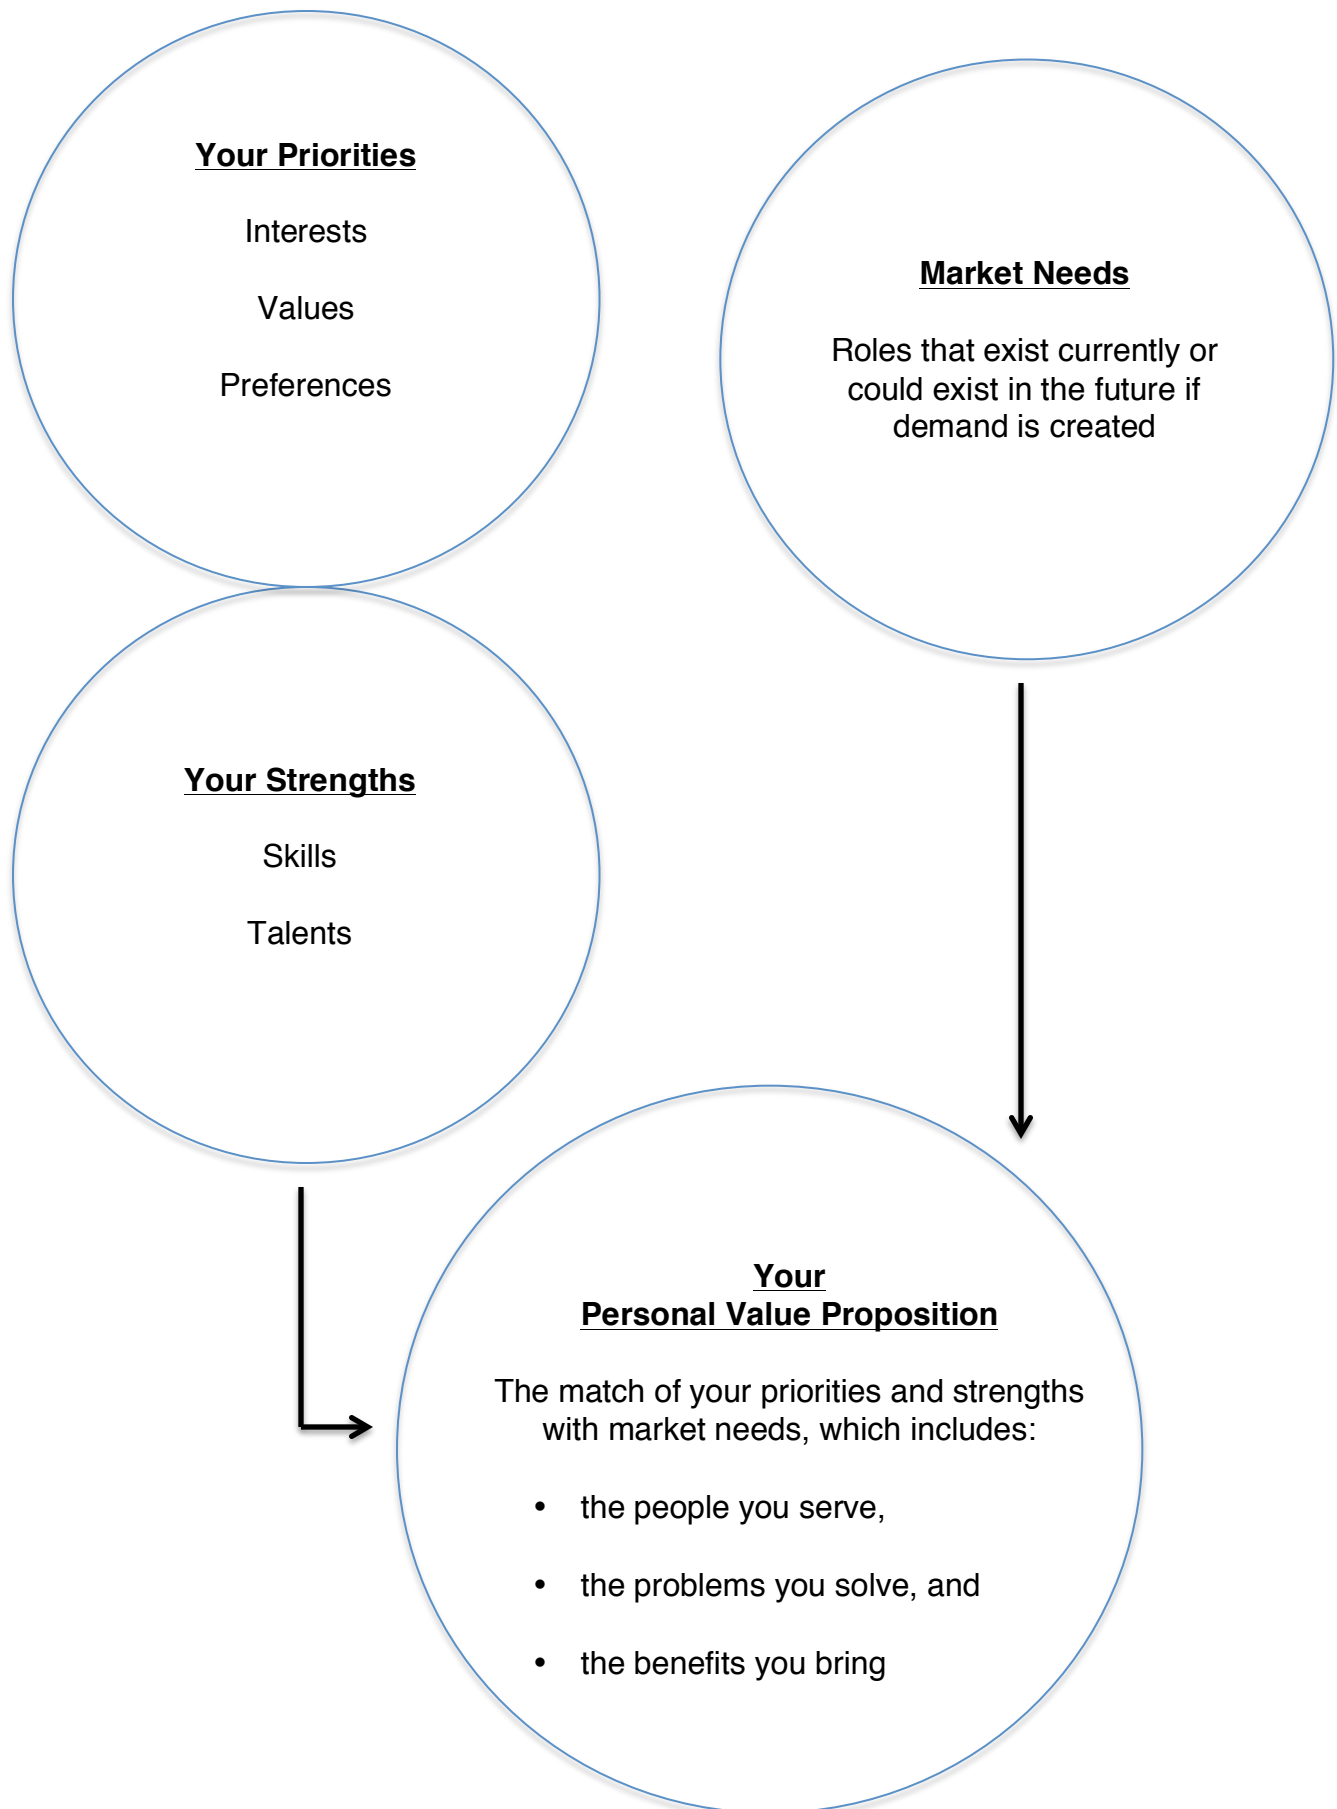 Your Priorities
Interests
Values
Preferences
Market Needs
Roles that exist currently or
could exist in the future if
demand is created
Your Strengths
Skills
Talents
Your
Personal Value Proposition
The match of your priorities and strengths
with market needs, which includes:
• the people you serve,
• the problems you solve, and
• the benefits you bring